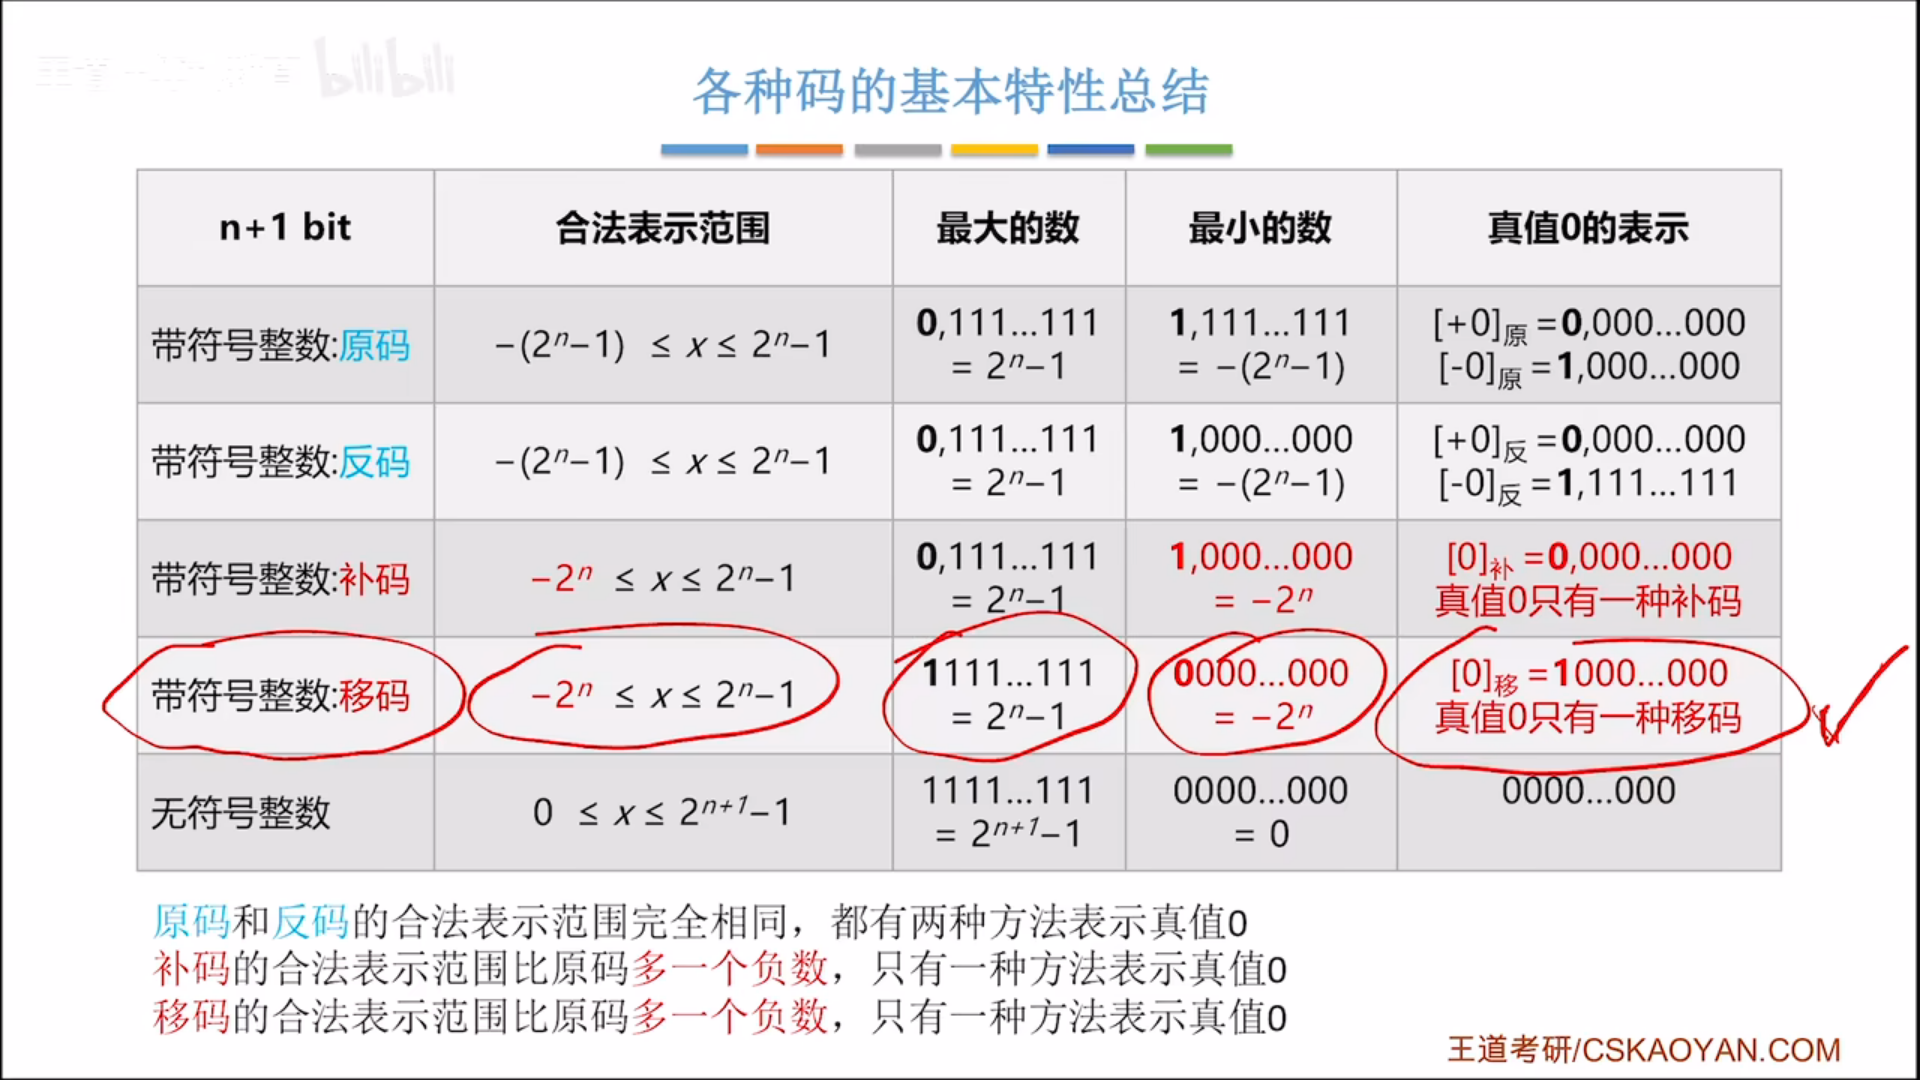 bilibili
各种码的基本特性总结
n+1 bit 合法表示范围 最大的数 最小的数 真值0的表示
带符号整数:原码 −(2ⁿ−1) ≤ x ≤ 2ⁿ−1 0,111...111 = 2ⁿ−1 1,111...111 = −(2ⁿ−1) [+0]原 =0,000...000 [-0]原 =1,000...000
带符号整数:反码 −(2ⁿ−1) ≤ x ≤ 2ⁿ−1 0,111...111 = 2ⁿ−1 1,000...000 = −(2ⁿ−1) [+0]反 =0,000...000 [-0]反 =1,111...111
带符号整数:补码 −2ⁿ ≤ x ≤ 2ⁿ−1 0,111...111 = 2ⁿ−1 1,000...000 = −2ⁿ [0]补 =0,000...000 真值0只有一种补码
带符号整数:移码 −2ⁿ ≤ x ≤ 2ⁿ−1 1111...111 = 2ⁿ−1 0000...000 = −2ⁿ [0]移 =1000...000 真值0只有一种移码
无符号整数 0 ≤ x ≤ 2ⁿ⁺¹−1 1111...111 = 2ⁿ⁺¹−1 0000...000 = 0 0000...000
原码和反码的合法表示范围完全相同，都有两种方法表示真值0
补码的合法表示范围比原码多一个负数，只有一种方法表示真值0
移码的合法表示范围比原码多一个负数，只有一种方法表示真值0
王道考研/CSKAOYAN.COM